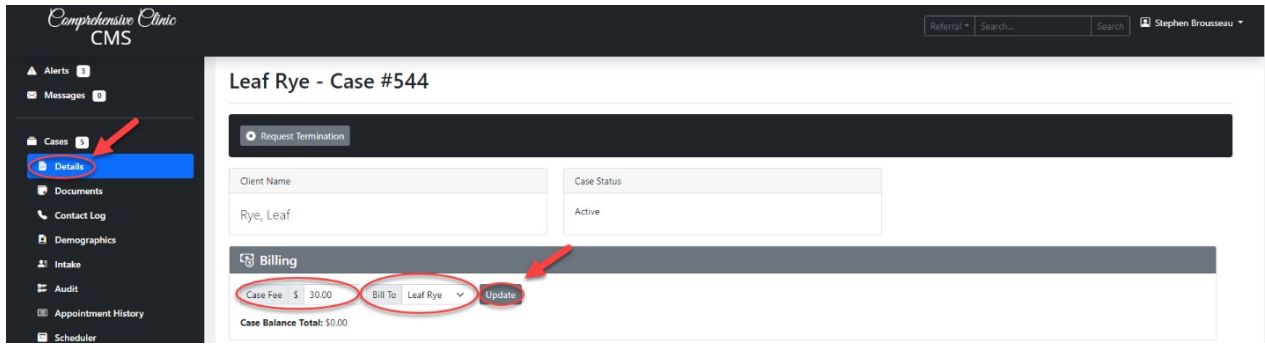 Comprehensive Clinic
CMS
Referral
Search...
Search
Stephen Brousseau
Alerts 3
Messages 0
Cases 5
Details
Documents
Contact Log
Demographics
Intake
Audit
Appointment History
Scheduler
Leaf Rye - Case #544
Request Termination
Client Name
Case Status
Rye, Leaf
Active
Billing
Case Fee $ 30.00 Bill To Leaf Rye Update
Case Balance Total: $0.00